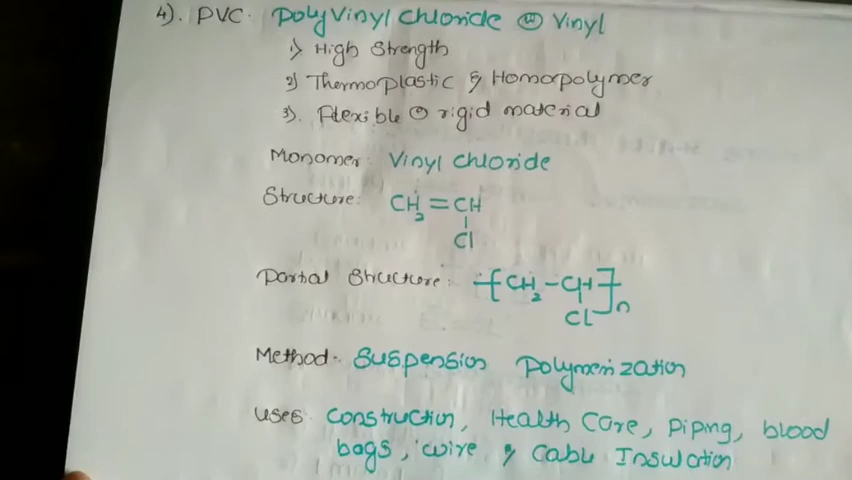 4). PVC. Polyvinyl Chloride (or) Vinyl
1) High Strength
2) Thermoplastic & Homopolymer
3). Flexible (or) rigid material
Monomer: Vinyl chloride
Structure: CH2=CH
Cl
Partial Structure: -[CH2-CH]n
Cl
Method: Suspension Polymerization
Uses: Construction, Health Care, Piping, blood
bags, wire & Cable Insulation